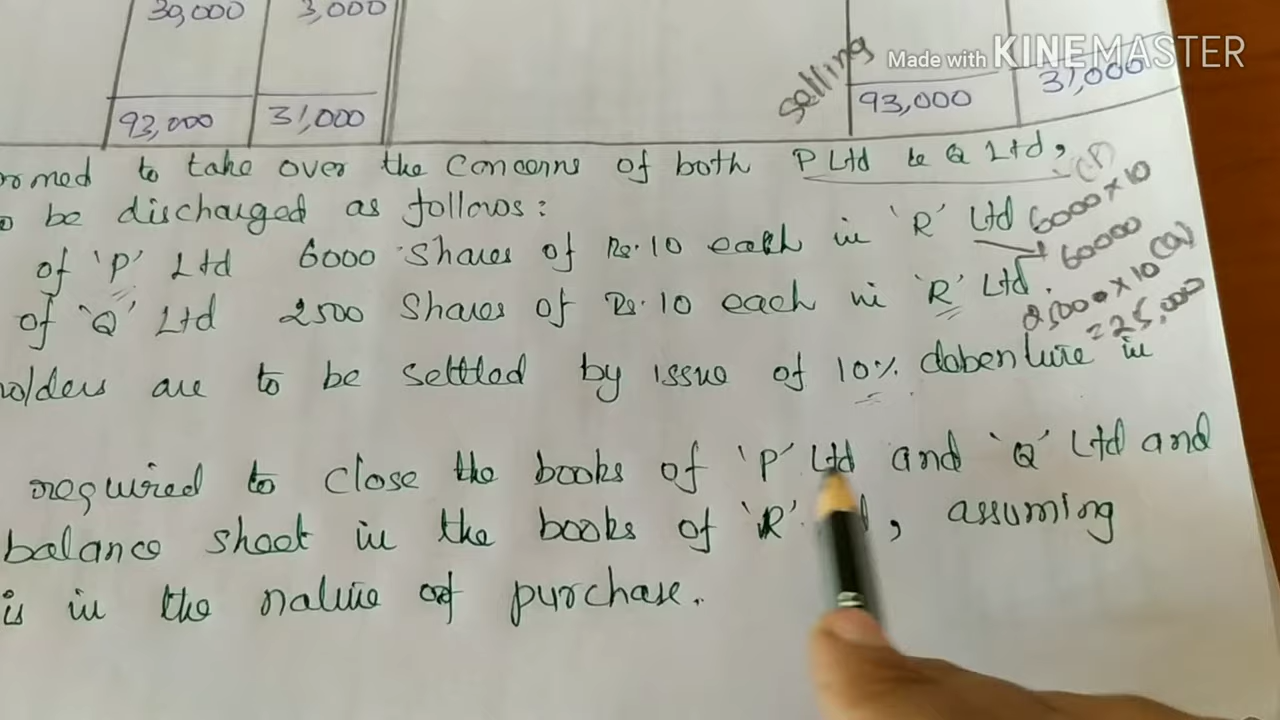 30,000 3,000
Made with KINEMASTER
selling
93,000 31,000 93,000 31,000
ormed to take over the concerns of both P Ltd & Q Ltd,
(P)
o be discharged as follows:
6000×10
of 'P' Ltd 6000 shares of Rs.10 each in 'R' Ltd
60000
of 'Q' Ltd 2500 shares of Rs.10 each in 'R' Ltd.
2500×10 (Q)
= 25,000
holders are to be settled by issue of 10% dobenture in
required to close the books of 'P' Ltd and 'Q' Ltd and
balance sheet in the books of 'R' , assuming
is in the nature of purchase.